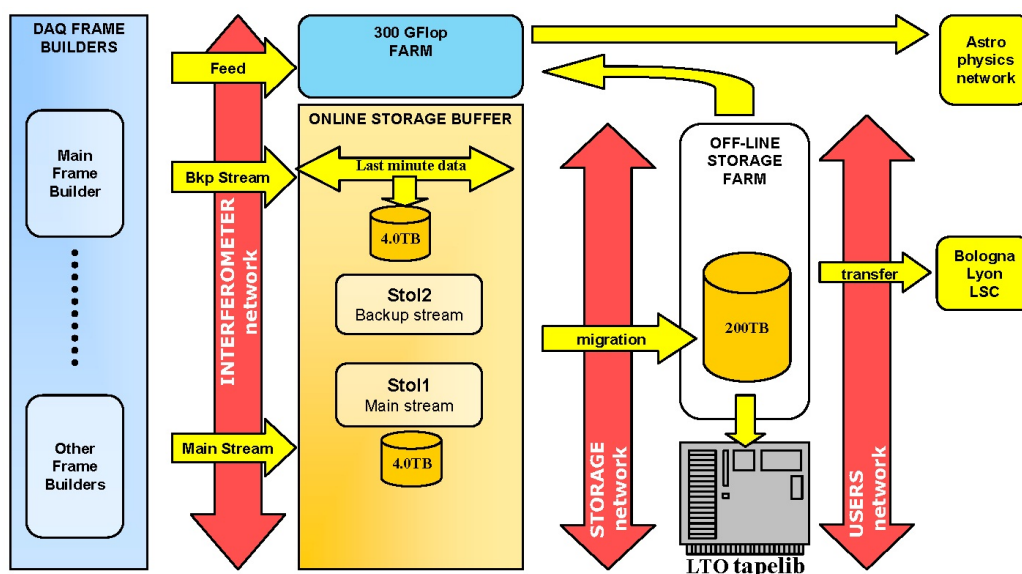 DAQ FRAME
BUILDERS
Main
Frame
Builder
Other
Frame
Builders
INTERFEROMETER
network
Feed
Bkp Stream
Main Stream
300 GFlop
FARM
ONLINE STORAGE BUFFER
Last minute data
4.0TB
Stol2
Backup stream
Stol1
Main stream
4.0TB
STORAGE
network
migration
OFF-LINE
STORAGE
FARM
200TB
LTO tapelib
USERS
network
transfer
Astro
physics
network
Bologna
Lyon
LSC